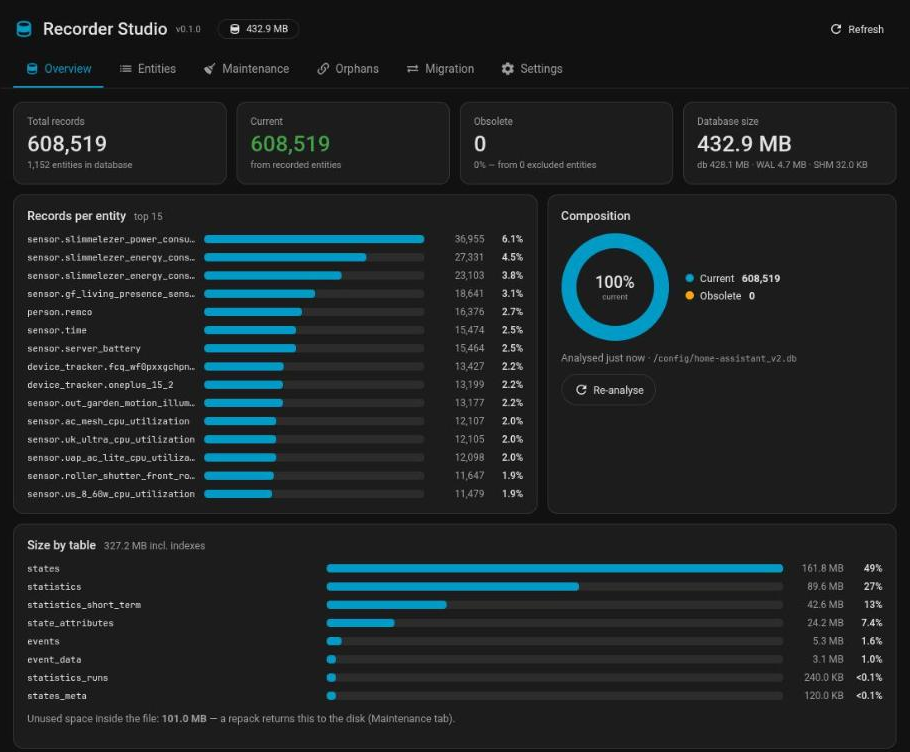 Recorder Studio v0.1.0 432.9 MB Refresh
Overview Entities Maintenance Orphans Migration Settings
Total records
608,519
1,152 entities in database
Current
608,519
from recorded entities
Obsolete
0
0% — from 0 excluded entities
Database size
432.9 MB
db 428.1 MB · WAL 4.7 MB · SHM 32.0 KB
Records per entity top 15
sensor.slimmelezer_power_consu… 36,955 6.1%
sensor.slimmelezer_energy_cons… 27,331 4.5%
sensor.slimmelezer_energy_cons… 23,103 3.8%
sensor.gf_living_presence_sens… 18,641 3.1%
person.remco 16,376 2.7%
sensor.time 15,474 2.5%
sensor.server_battery 15,464 2.5%
device_tracker.fcq_wf0pxxgchpn… 13,427 2.2%
device_tracker.oneplus_15_2 13,199 2.2%
sensor.out_garden_motion_illum… 13,177 2.2%
sensor.ac_mesh_cpu_utilization 12,107 2.0%
sensor.uk_ultra_cpu_utilization 12,105 2.0%
sensor.uap_ac_lite_cpu_utiliza… 12,098 2.0%
sensor.roller_shutter_front_ro… 11,647 1.9%
sensor.us_8_60w_cpu_utilization 11,479 1.9%
Composition
100%
current
Current 608,519
Obsolete 0
Analysed just now · /config/home-assistant_v2.db
Re-analyse
Size by table 327.2 MB incl. indexes
states 161.8 MB 49%
statistics 89.6 MB 27%
statistics_short_term 42.6 MB 13%
state_attributes 24.2 MB 7.4%
events 5.3 MB 1.6%
event_data 3.1 MB 1.0%
statistics_runs 240.0 KB <0.1%
states_meta 120.0 KB <0.1%
Unused space inside the file: 101.0 MB — a repack returns this to the disk (Maintenance tab).